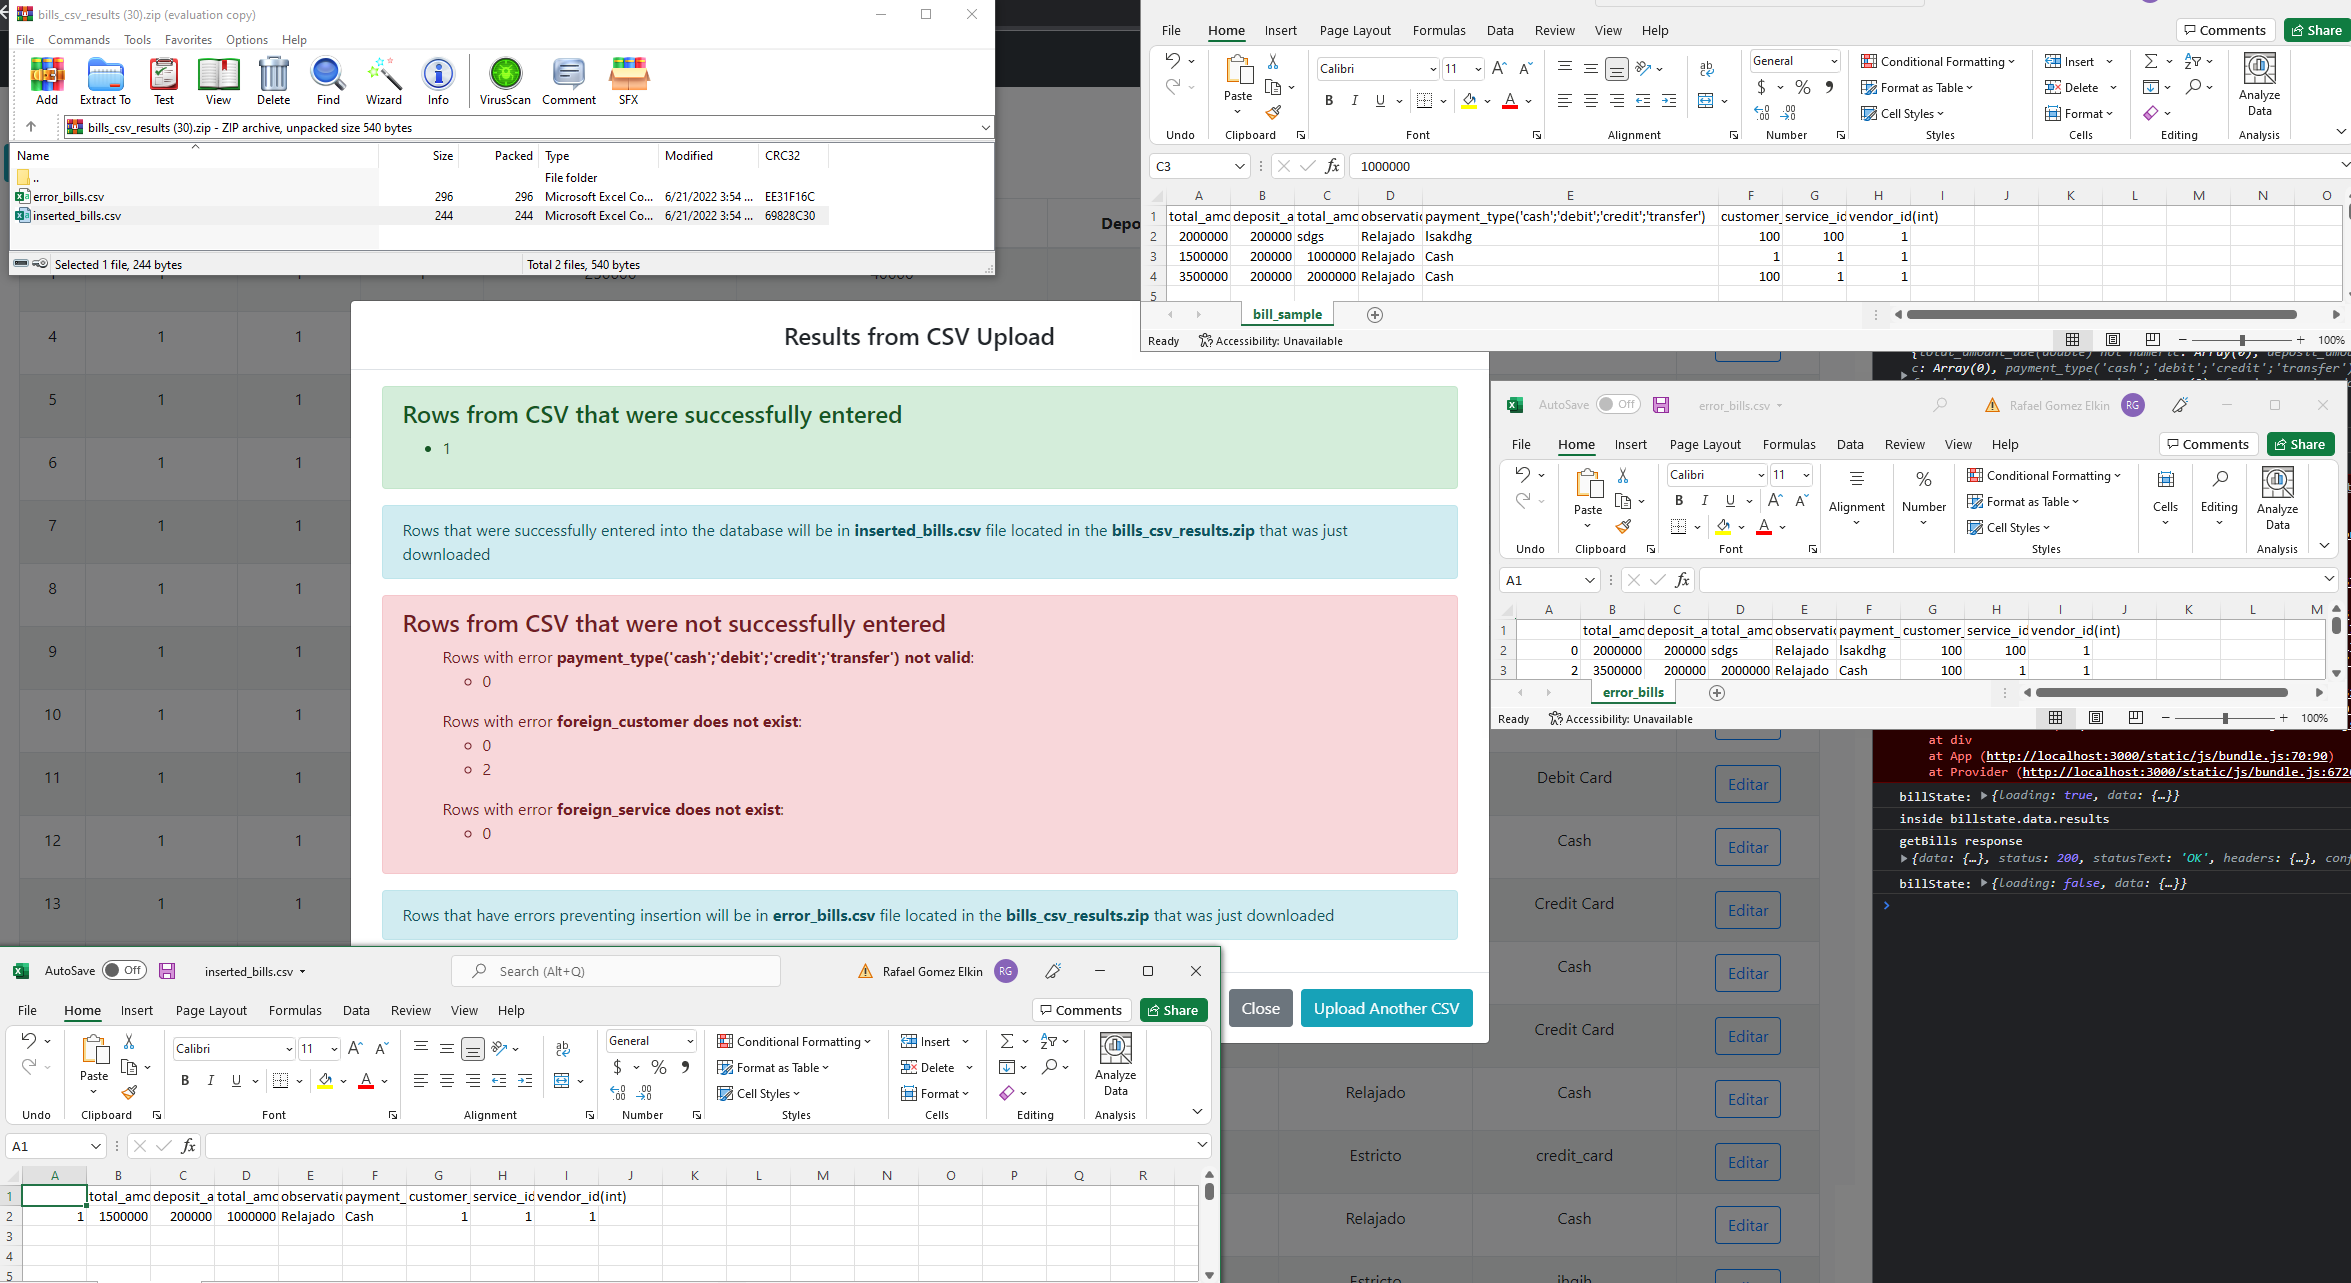 bills_csv_results (30).zip (evaluation copy)
File Commands Tools Favorites Options Help
Add Extract To Test View Delete Find Wizard Info VirusScan Comment SFX
bills_csv_results (30).zip - ZIP archive, unpacked size 540 bytes
Name Size Packed Type Modified CRC32
.. File folder
error_bills.csv 296 296 Microsoft Excel Co... 6/21/2022 3:54 ... EE31F16C
inserted_bills.csv 244 244 Microsoft Excel Co... 6/21/2022 3:54 ... 69828C30
Selected 1 file, 244 bytes Total 2 files, 540 bytes
File Home Insert Page Layout Formulas Data Review View Help Comments Share
Calibri 11 General Conditional Formatting Insert
Paste Format as Table Delete Analyze Data
Cell Styles Format
Undo Clipboard Font Alignment Number Styles Cells Editing Analysis
C3 fx 1000000
A B C D E F G H I J K L M N O
1 total_amc deposit_a total_amc observatio payment_type('cash';'debit';'credit';'transfer') customer_ service_id vendor_id(int)
2 2000000 200000 sdgs Relajado lsakdhg 100 100 1
3 1500000 200000 1000000 Relajado Cash 1 1 1
4 3500000 200000 2000000 Relajado Cash 100 1 1
5
bill_sample
Ready Accessibility: Unavailable 100%
Depo
4 1 1
5 1 1
6 1 1
7 1 1
8 1 1
9 1 1
10 1 1
11 1 1
12 1 1
13 1 1
Results from CSV Upload
Rows from CSV that were successfully entered
• 1
Rows that were successfully entered into the database will be in inserted_bills.csv file located in the bills_csv_results.zip that was just
downloaded
Rows from CSV that were not successfully entered
Rows with error payment_type('cash';'debit';'credit';'transfer') not valid:
0
Rows with error foreign_customer does not exist:
0
2
Rows with error foreign_service does not exist:
0
Rows that have errors preventing insertion will be in error_bills.csv file located in the bills_csv_results.zip that was just downloaded
Close Upload Another CSV
c: Array(0), payment_type('cash';'debit';'credit';'transfer')
AutoSave Off error_bills.csv Rafael Gomez Elkin RG
File Home Insert Page Layout Formulas Data Review View Help Comments Share
Calibri 11 Conditional Formatting
Paste Alignment Number Format as Table Cells Editing Analyze Data
Cell Styles
Undo Clipboard Font Styles Analysis
A1 fx
A B C D E F G H I J K L M
1 total_amc deposit_a total_amc observatio payment_ customer_ service_id vendor_id(int)
2 0 2000000 200000 sdgs Relajado lsakdhg 100 100 1
3 2 3500000 200000 2000000 Relajado Cash 100 1 1
error_bills
Ready Accessibility: Unavailable 100%
at div
at App (http://localhost:3000/static/js/bundle.js:70:90)
at Provider (http://localhost:3000/static/js/bundle.js:672
billState: {loading: true, data: {…}}
inside billstate.data.results
getBills response
{data: {…}, status: 200, statusText: 'OK', headers: {…}, conf
billState: {loading: false, data: {…}}
Debit Card Editar
Cash Editar
Credit Card Editar
Cash Editar
Credit Card Editar
Relajado Cash Editar
Estricto credit_card Editar
Relajado Cash Editar
AutoSave Off inserted_bills.csv Search (Alt+Q) Rafael Gomez Elkin RG
File Home Insert Page Layout Formulas Data Review View Help Comments Share
Calibri 11 General Conditional Formatting Insert
Paste Format as Table Delete Analyze Data
Cell Styles Format
Undo Clipboard Font Alignment Number Styles Cells Editing Analysis
A1 fx
A B C D E F G H I J K L M N O P Q R
1 total_amc deposit_a total_amc observatio payment_ customer_ service_id vendor_id(int)
2 1 1500000 200000 1000000 Relajado Cash 1 1 1
3
4
5